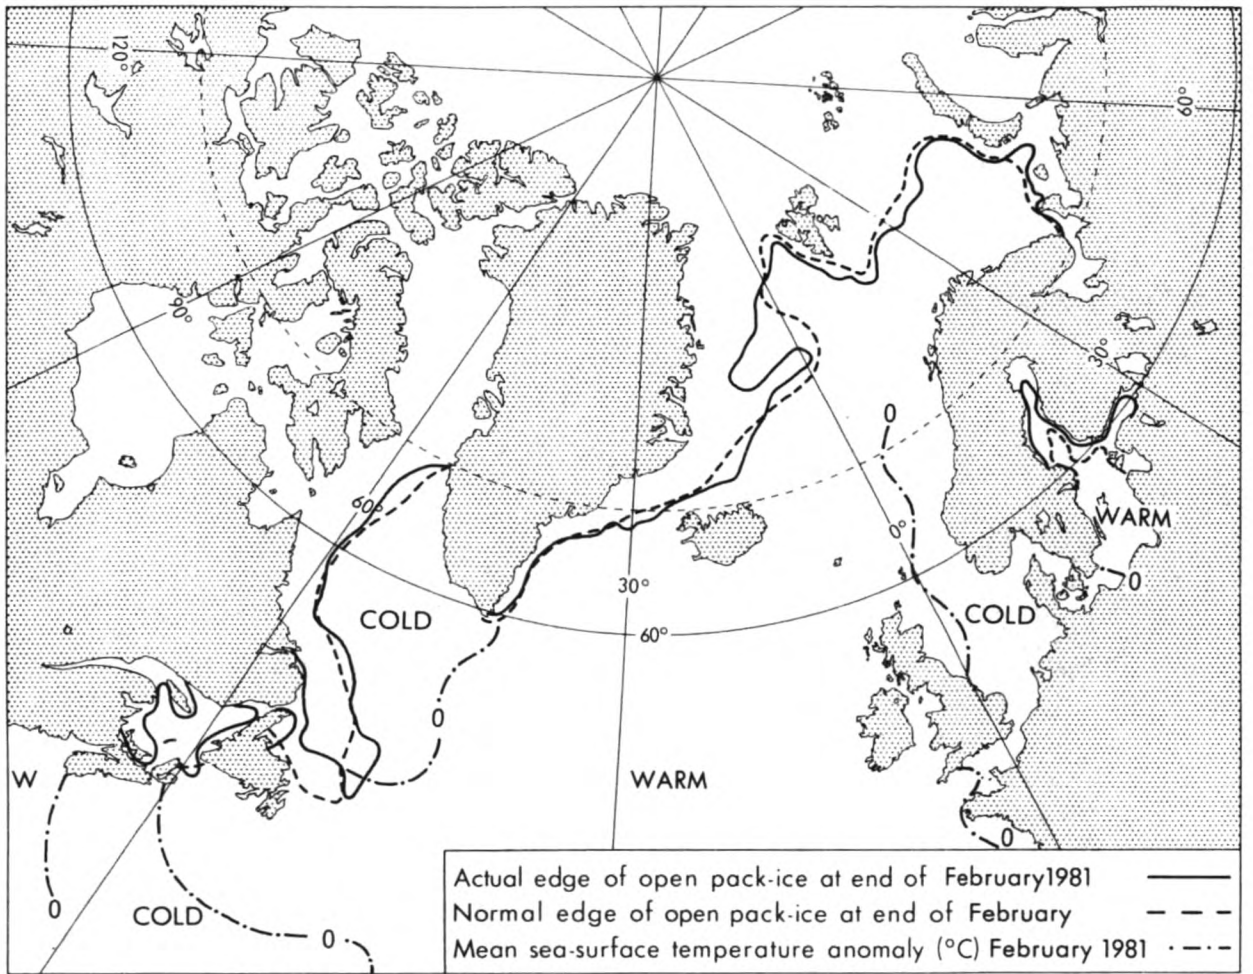 120°
60°
90°
30°
0
60°
0°
WARM
0
30°
COLD
COLD
60°
0
W
WARM
0
0
COLD
0
Actual edge of open pack-ice at end of February1981
Normal edge of open pack-ice at end of February
Mean sea-surface temperature anomaly (°C) February 1981